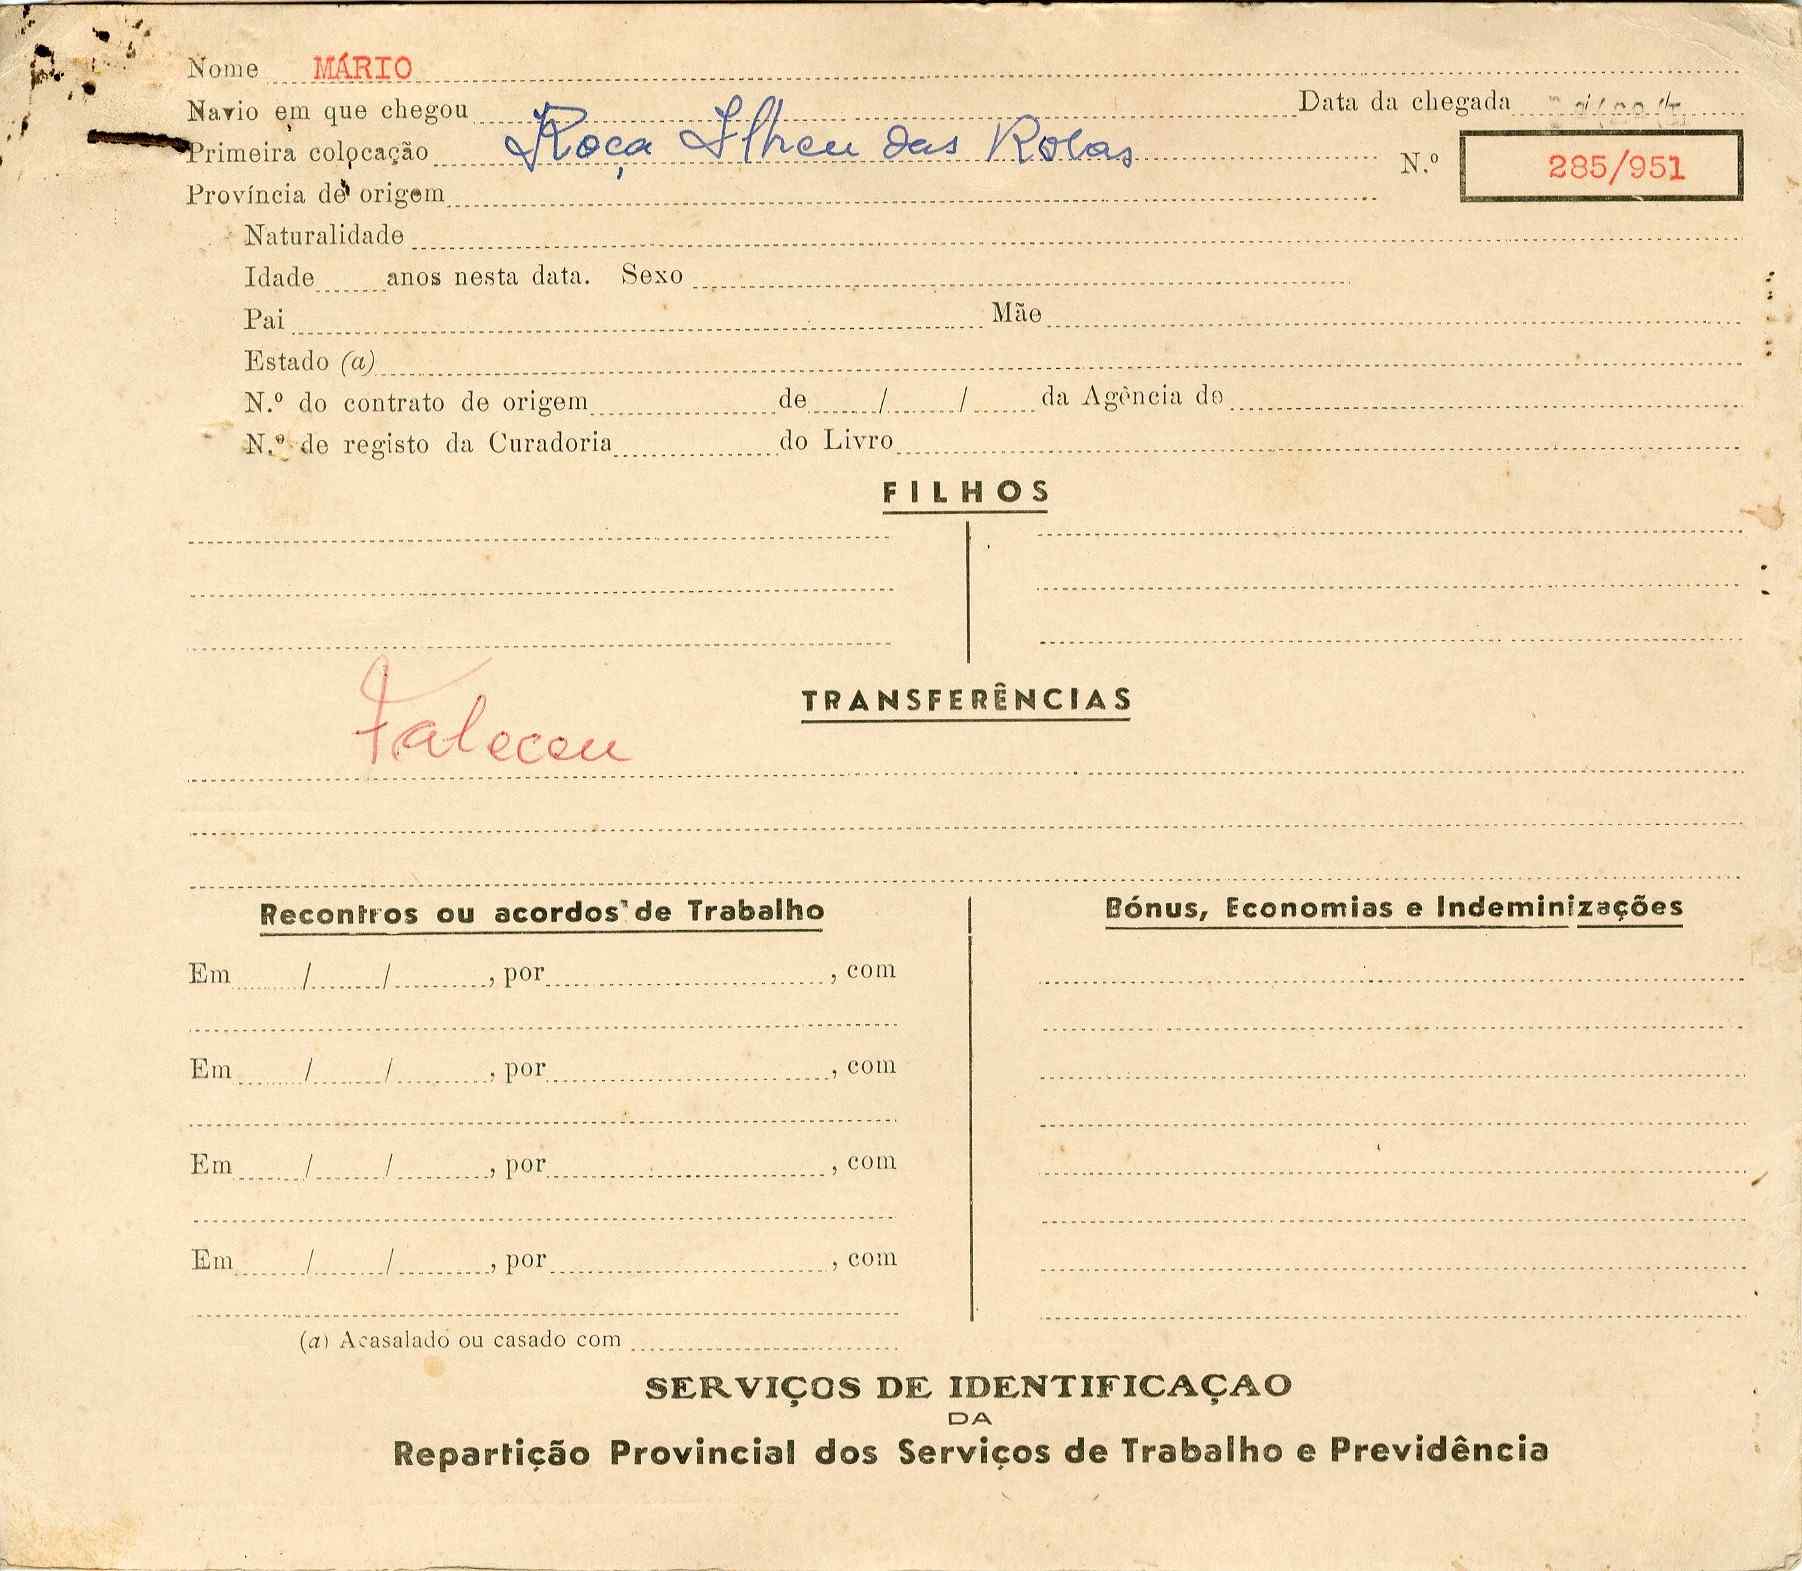 Nome MÁRIO
Navio em que chegou Data da chegada
Primeira colocação Roça Ilheu das Rolas N.º 285/951
Província de origem
Naturalidade
Idade anos nesta data. Sexo
Pai Mãe
Estado (a)
N.º do contrato de origem de / / da Agência de
N.º de registo da Curadoria do Livro
FILHOS
TRANSFERÊNCIAS
Faleceu
Recontros ou acordos de Trabalho Bónus, Economias e Indeminizações
Em / / , por , com
Em / / , por , com
Em / / , por , com
Em / / , por , com
(a) Acasalado ou casado com
SERVIÇOS DE IDENTIFICAÇAO
DA
Repartição Provincial dos Serviços de Trabalho e Previdência